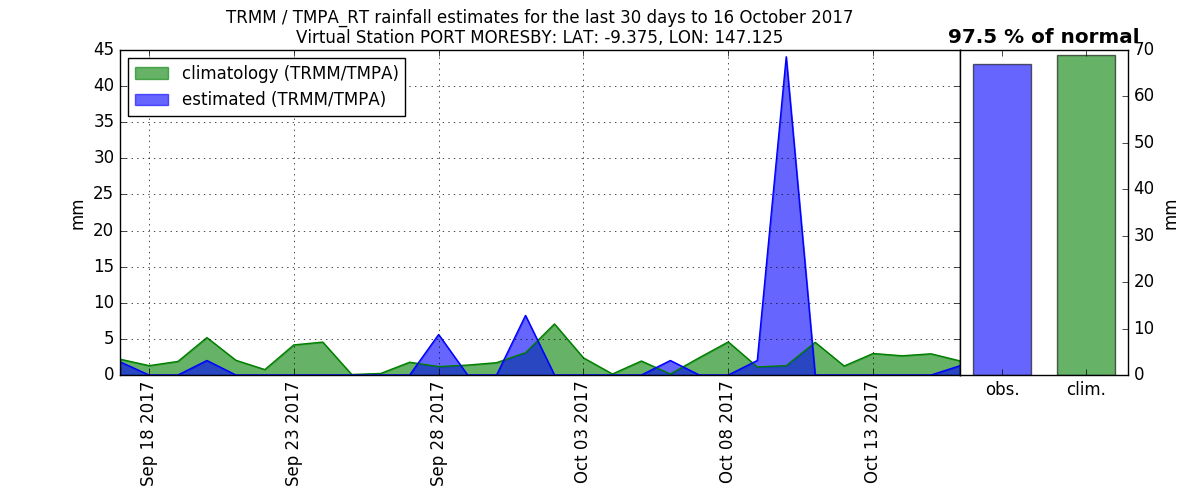 TRMM / TMPA_RT rainfall estimates for the last 30 days to 16 October 2017
Virtual Station PORT MORESBY: LAT: -9.375, LON: 147.125
97.5 % of normal
climatology (TRMM/TMPA)
estimated (TRMM/TMPA)
mm
45
40
35
30
25
20
15
10
5
0
Sep 18 2017
Sep 23 2017
Sep 28 2017
Oct 03 2017
Oct 08 2017
Oct 13 2017
70
60
50
40
30
20
10
0
mm
obs.
clim.